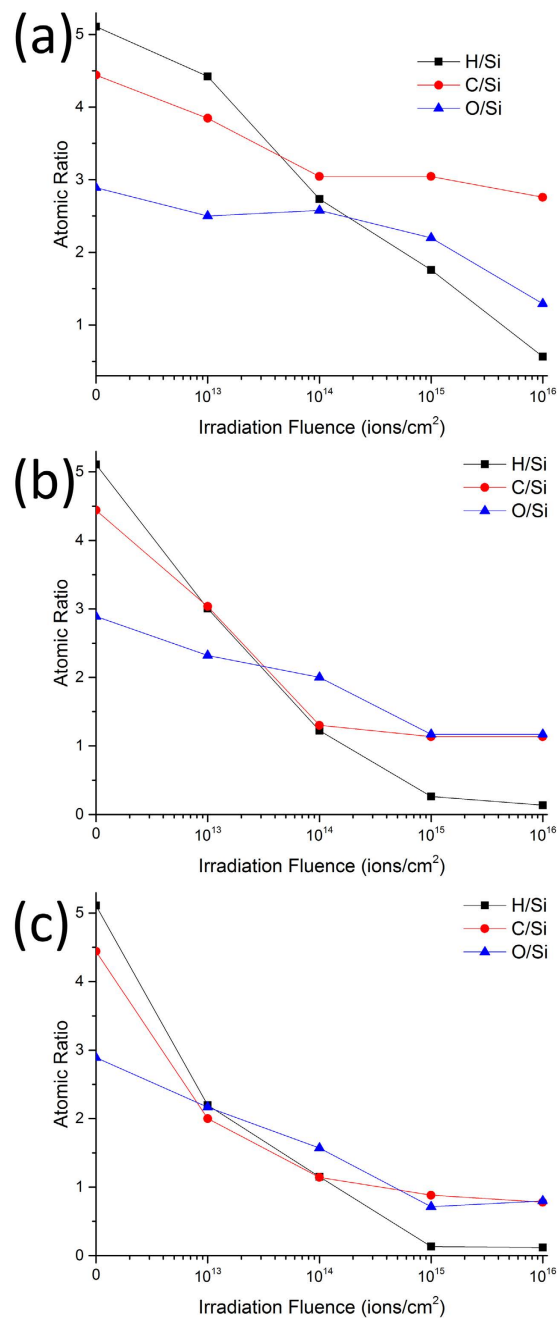 (a)
H/Si
C/Si
O/Si
Atomic Ratio
5
4
3
2
1
0
10¹³
10¹⁴
10¹⁵
10¹⁶
Irradiation Fluence (ions/cm²)
(b)
H/Si
C/Si
O/Si
Atomic Ratio
5
4
3
2
1
0
0
10¹³
10¹⁴
10¹⁵
10¹⁶
Irradiation Fluence (ions/cm²)
(c)
H/Si
C/Si
O/Si
Atomic Ratio
5
4
3
2
1
0
0
10¹³
10¹⁴
10¹⁵
10¹⁶
Irradiation Fluence (ions/cm²)